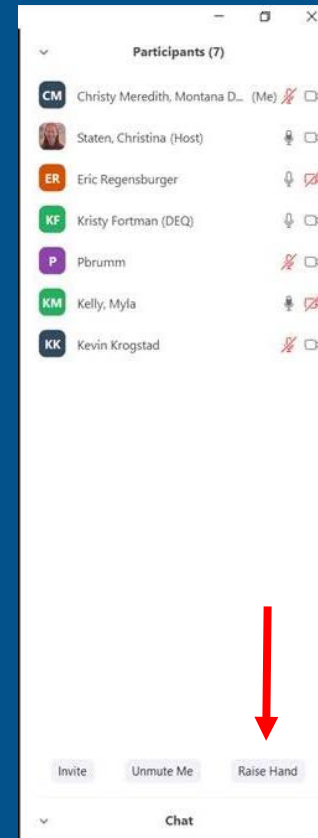 Participants (7)
CM Christy Meredith, Montana D... (Me)
Staten, Christina (Host)
ER Eric Regensburger
KF Kristy Fortman (DEQ)
P Pbrumm
KM Kelly, Myla
KK Kevin Krogstad
Invite Unmute Me Raise Hand
Chat